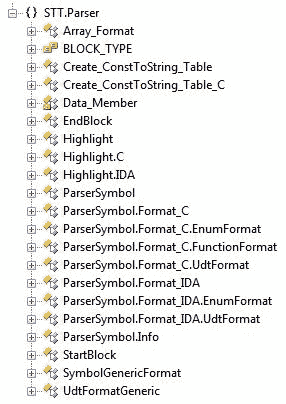 {} STT.Parser
Array_Format
BLOCK_TYPE
Create_ConstToString_Table
Create_ConstToString_Table_C
Data_Member
EndBlock
Highlight
Highlight.C
Highlight.IDA
ParserSymbol
ParserSymbol.Format_C
ParserSymbol.Format_C.EnumFormat
ParserSymbol.Format_C.FunctionFormat
ParserSymbol.Format_C.UdtFormat
ParserSymbol.Format_IDA
ParserSymbol.Format_IDA.EnumFormat
ParserSymbol.Format_IDA.UdtFormat
ParserSymbol.Info
StartBlock
SymbolGenericFormat
UdtFormatGeneric